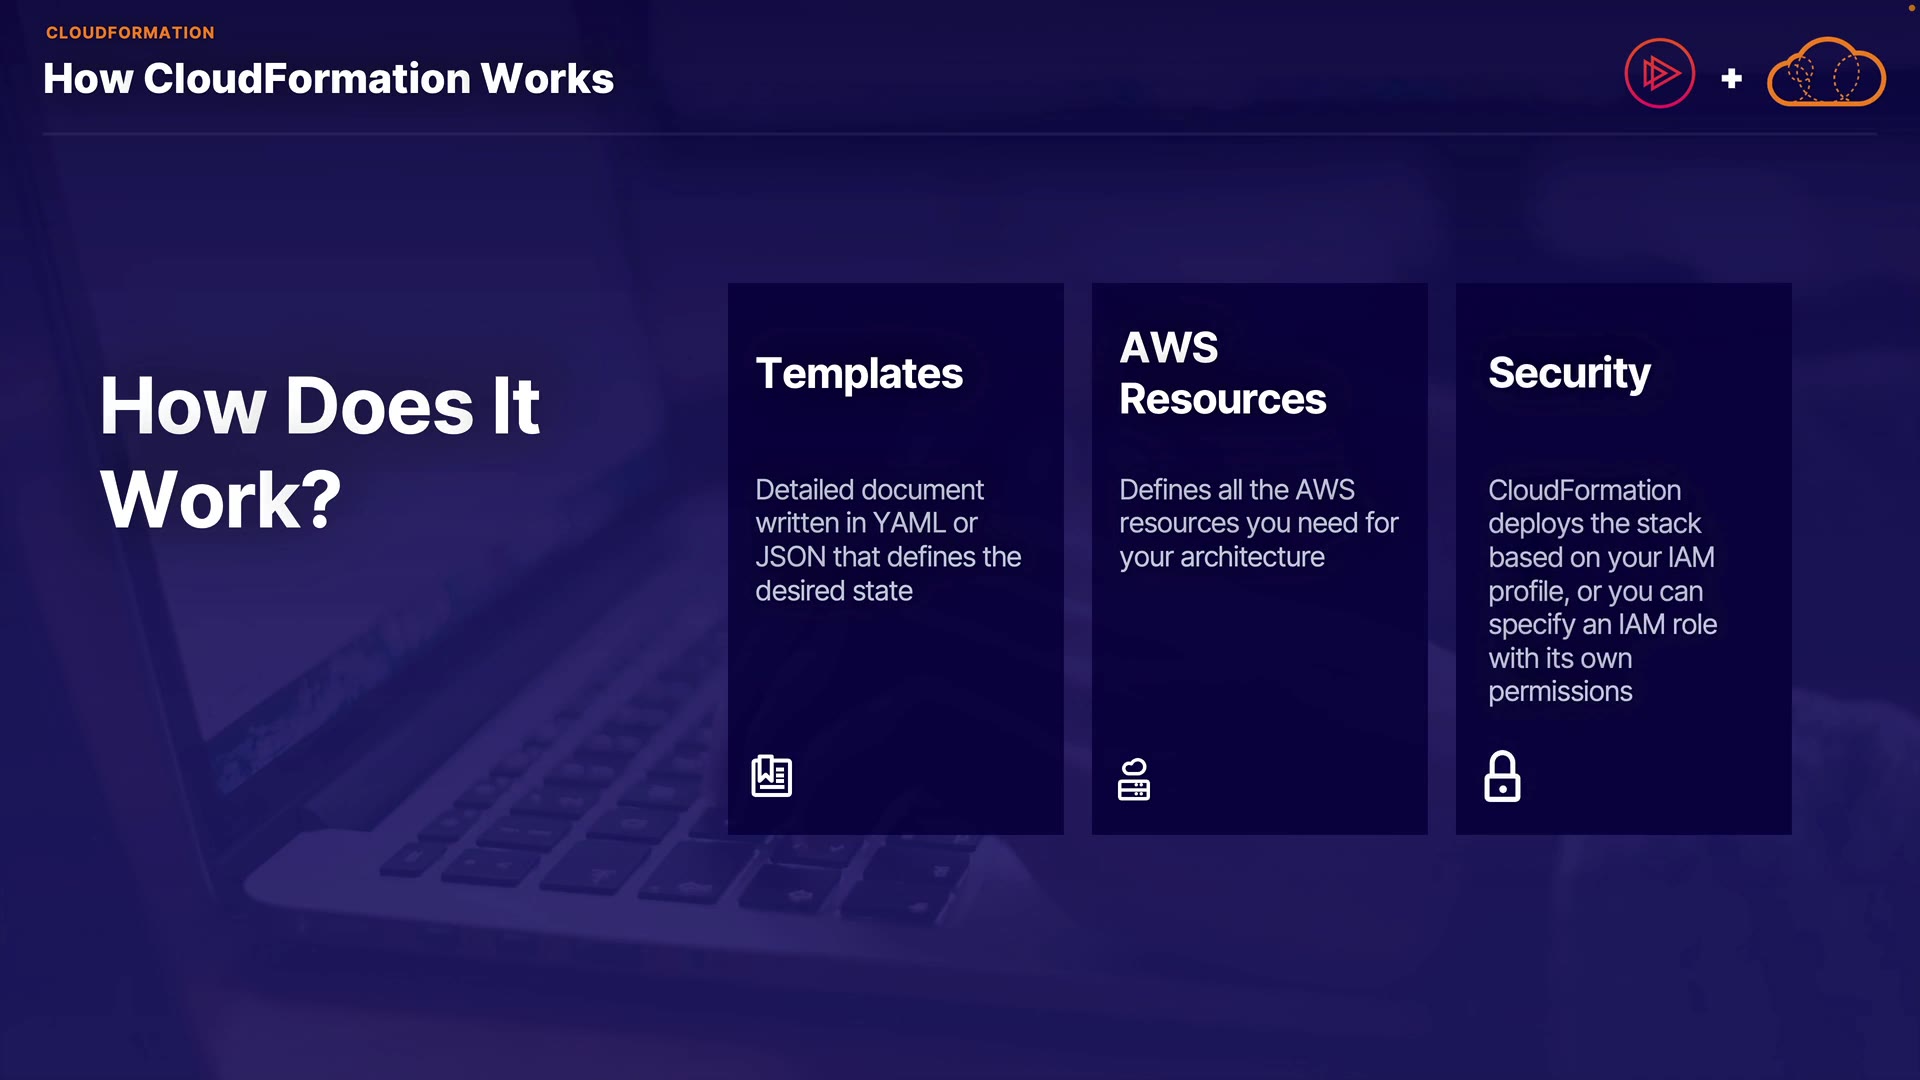 CLOUDFORMATION
How CloudFormation Works
+
How Does It
Work?
Templates
Detailed document
written in YAML or
JSON that defines the
desired state
AWS
Resources
Defines all the AWS
resources you need for
your architecture
Security
CloudFormation
deploys the stack
based on your IAM
profile, or you can
specify an IAM role
with its own
permissions